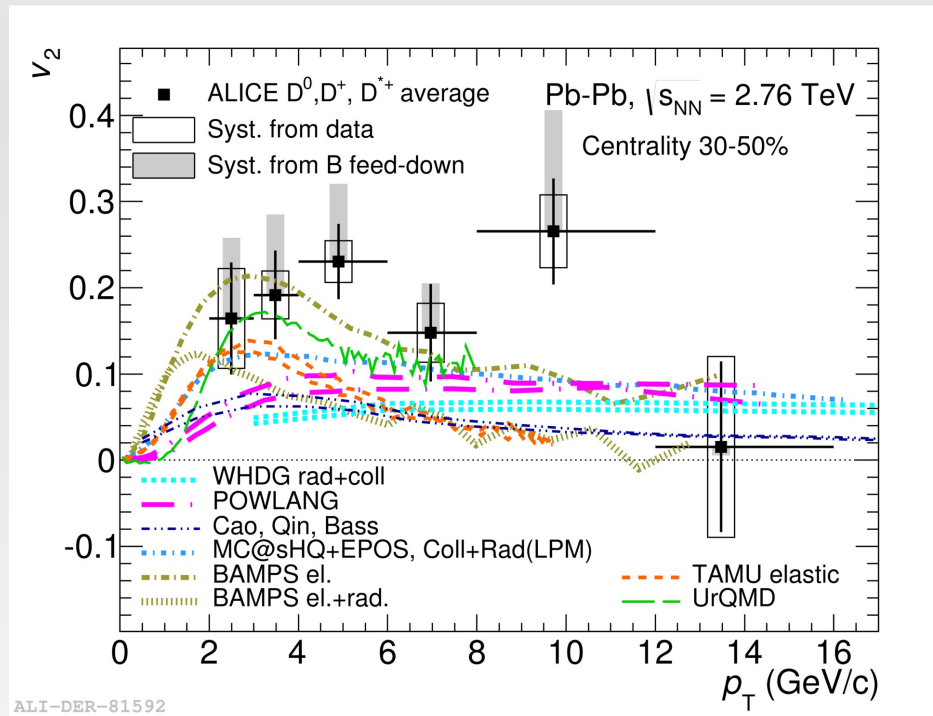 v2
0.4
0.3
0.2
0.1
0
-0.1
ALICE D0,D+, D*+ average
Syst. from data
Syst. from B feed-down
Pb-Pb, √sNN = 2.76 TeV
Centrality 30-50%
WHDG rad+coll
POWLANG
Cao, Qin, Bass
MC@sHQ+EPOS, Coll+Rad(LPM)
BAMPS el.
BAMPS el.+rad.
TAMU elastic
UrQMD
0 2 4 6 8 10 12 14 16
pT (GeV/c)
ALI-DER-81592